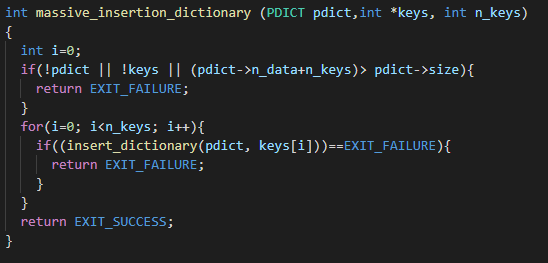 int massive_insertion_dictionary (PDICT pdict,int *keys, int n_keys)
{
  int i=0;
  if(!pdict || !keys || (pdict->n_data+n_keys)> pdict->size){
    return EXIT_FAILURE;
  }
  for(i=0; i<n_keys; i++){
    if((insert_dictionary(pdict, keys[i]))==EXIT_FAILURE){
      return EXIT_FAILURE;
    }
  }
  return EXIT_SUCCESS;
}